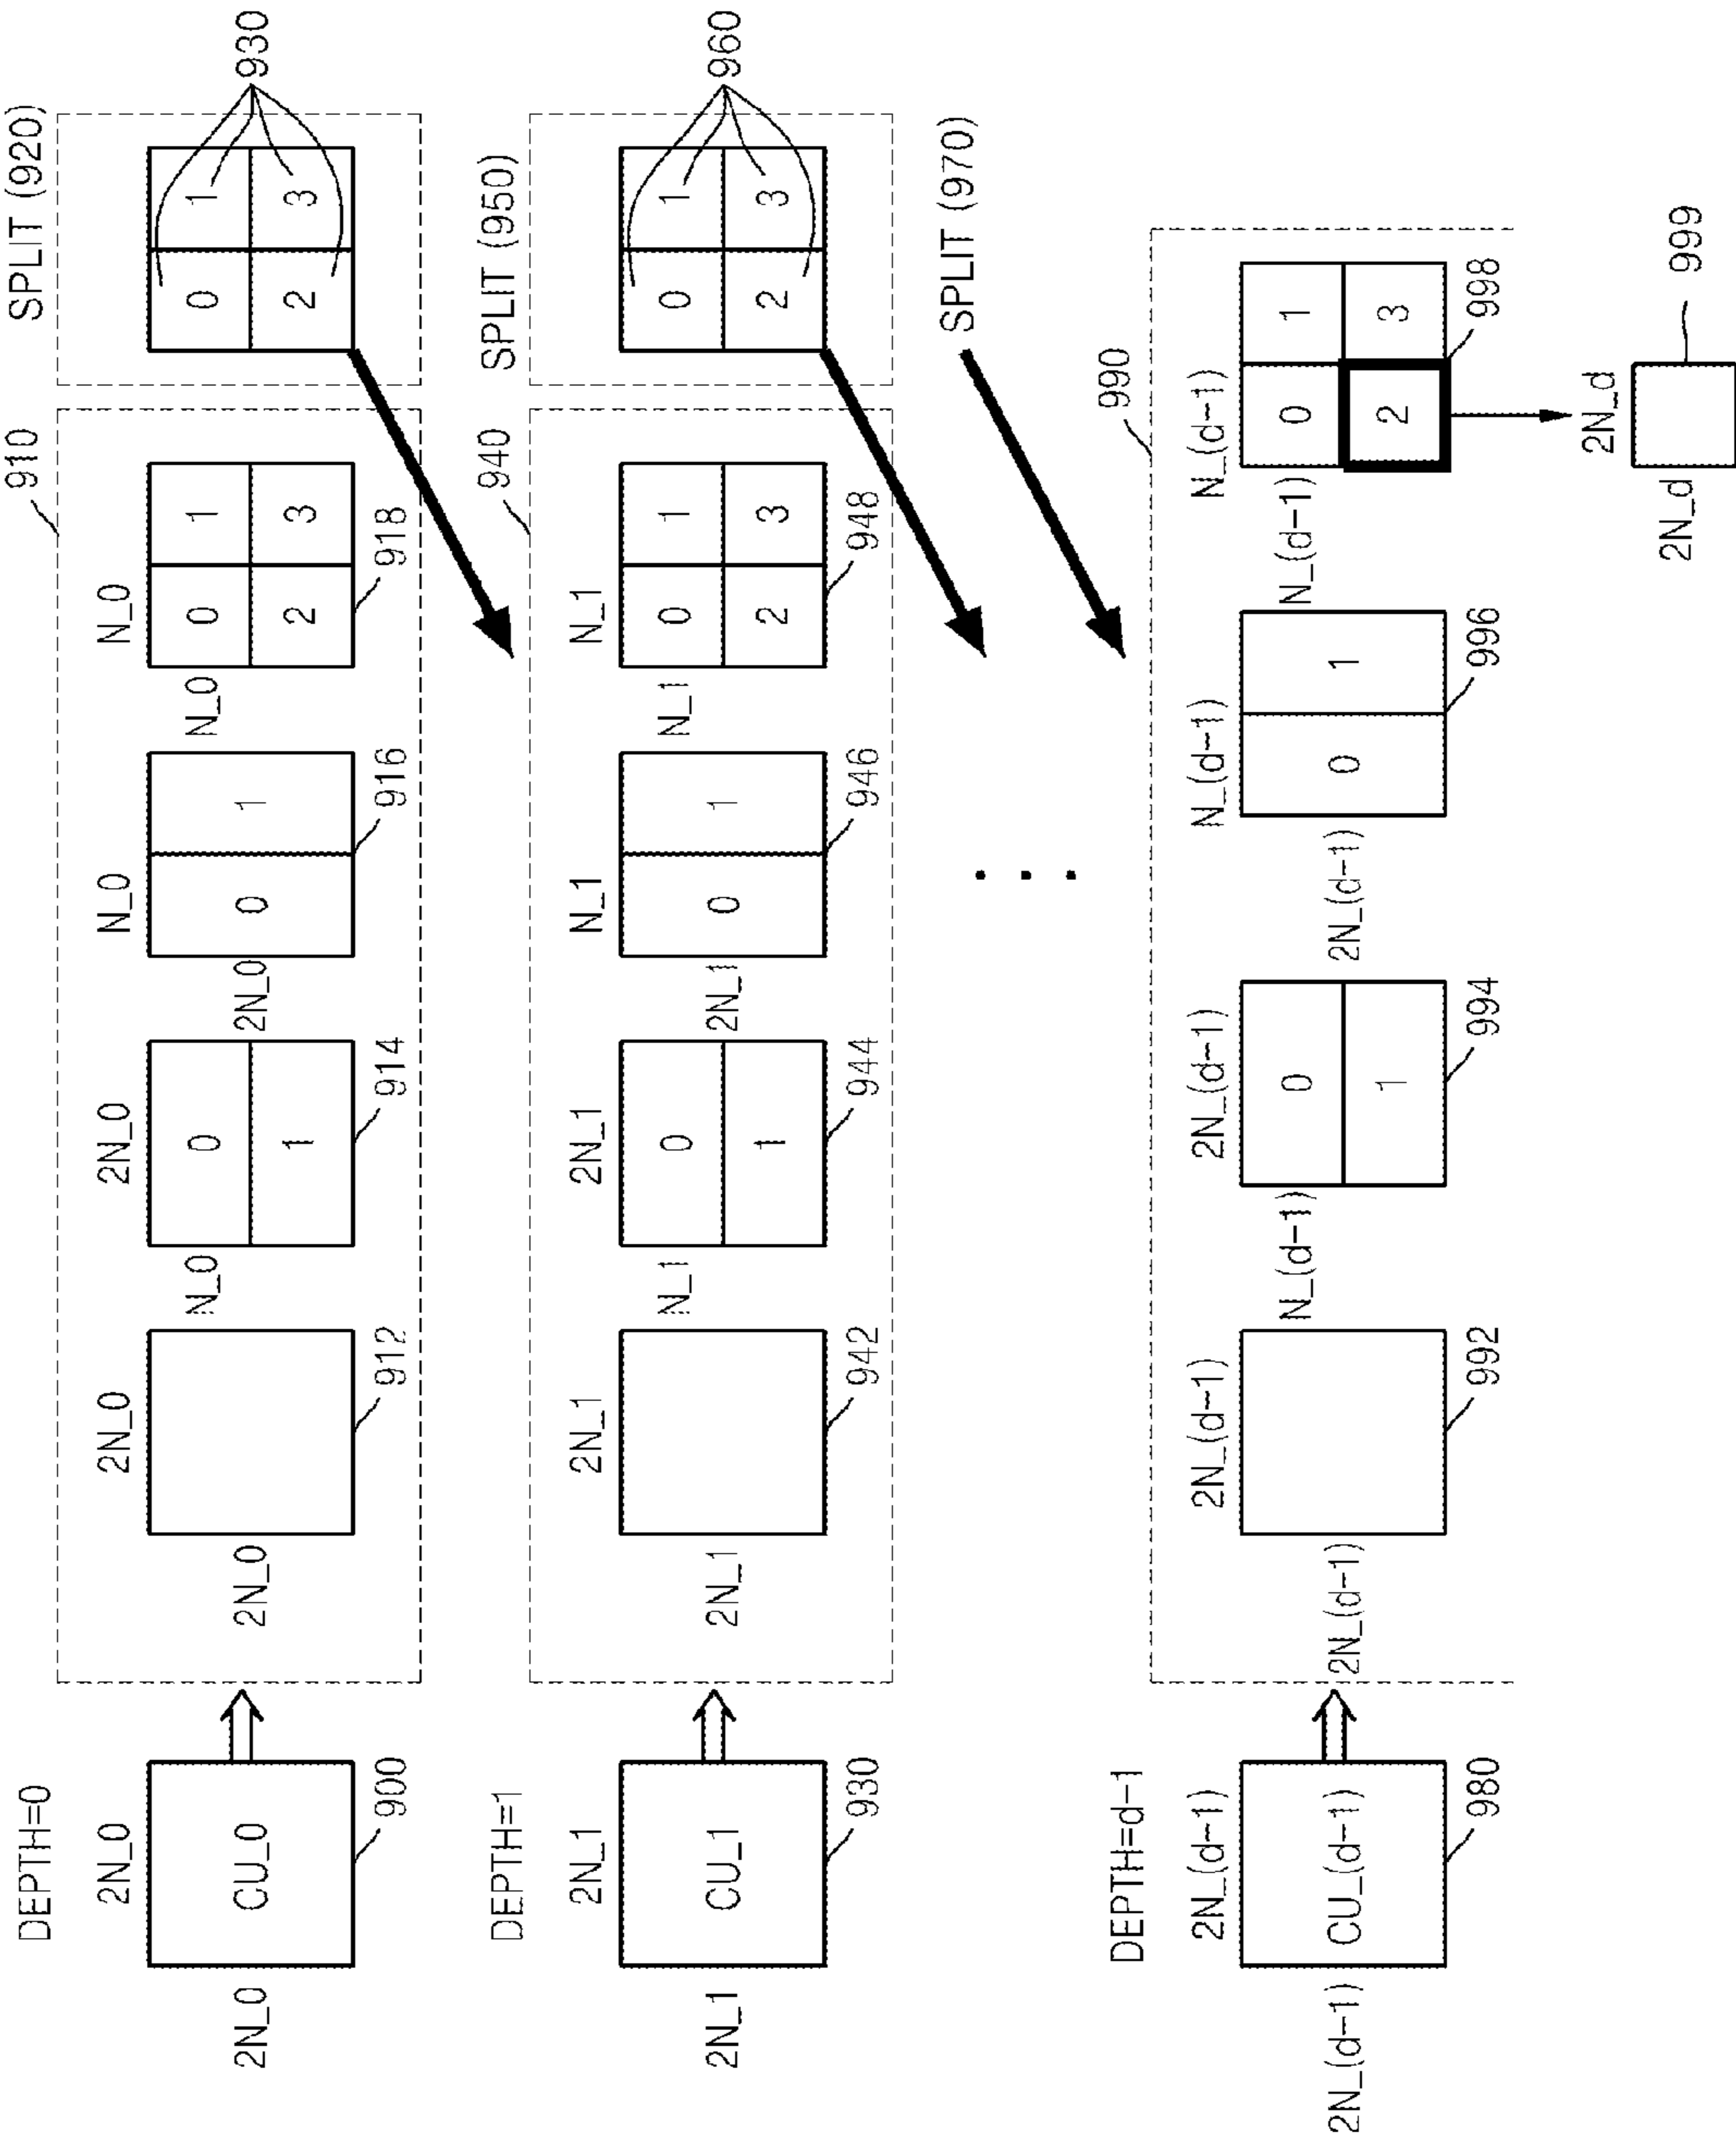 DEPTH=0
SPLIT (920)
910
2N_0
2N_0
2N_0
N_0
N_0
930
2N_0
CU_0
900
2N_0
912
N_0
0
1
914
2N_0
0
1
916
N_0
0
1
2
3
918
0
1
2
3
DEPTH=1
SPLIT (950)
940
2N_1
2N_1
2N_1
N_1
N_1
960
2N_1
CU_1
930
2N_1
942
N_1
0
1
944
2N_1
0
1
946
N_1
0
1
2
3
948
0
1
2
3
SPLIT (970)
. . .
DEPTH=d-1
990
2N_(d-1)
2N_(d-1)
2N_(d-1)
N_(d-1)
N_(d-1)
2N_(d-1)
CU_(d-1)
980
2N_(d-1)
992
N_(d-1)
0
1
994
2N_(d-1)
0
1
996
N_(d-1)
0
1
2
3
998
2N_d
2N_d
999